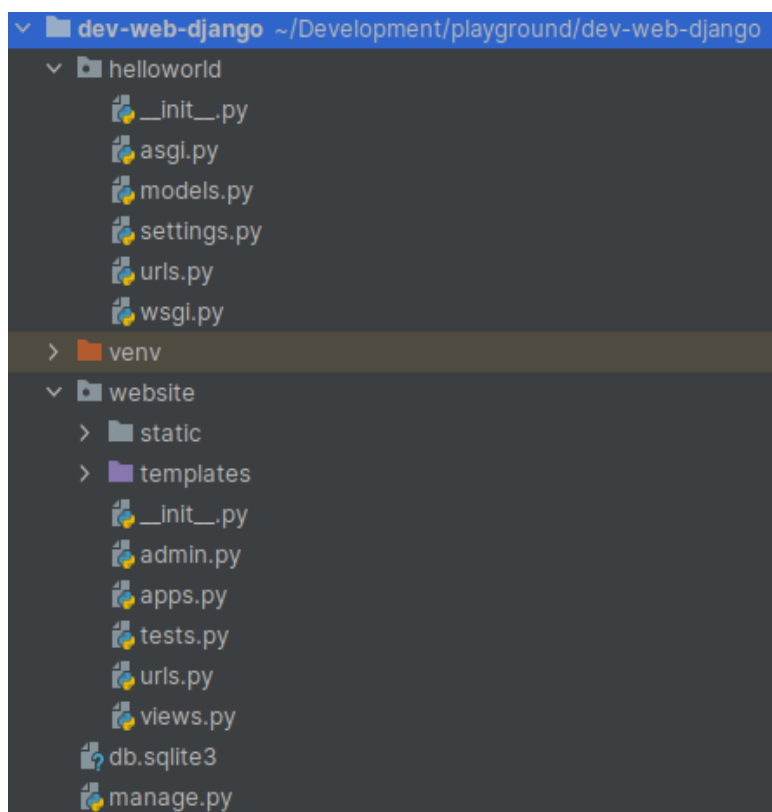 dev-web-django ~/Development/playground/dev-web-django
helloworld
__init__.py
asgi.py
models.py
settings.py
urls.py
wsgi.py
venv
website
static
templates
__init__.py
admin.py
apps.py
tests.py
urls.py
views.py
db.sqlite3
manage.py